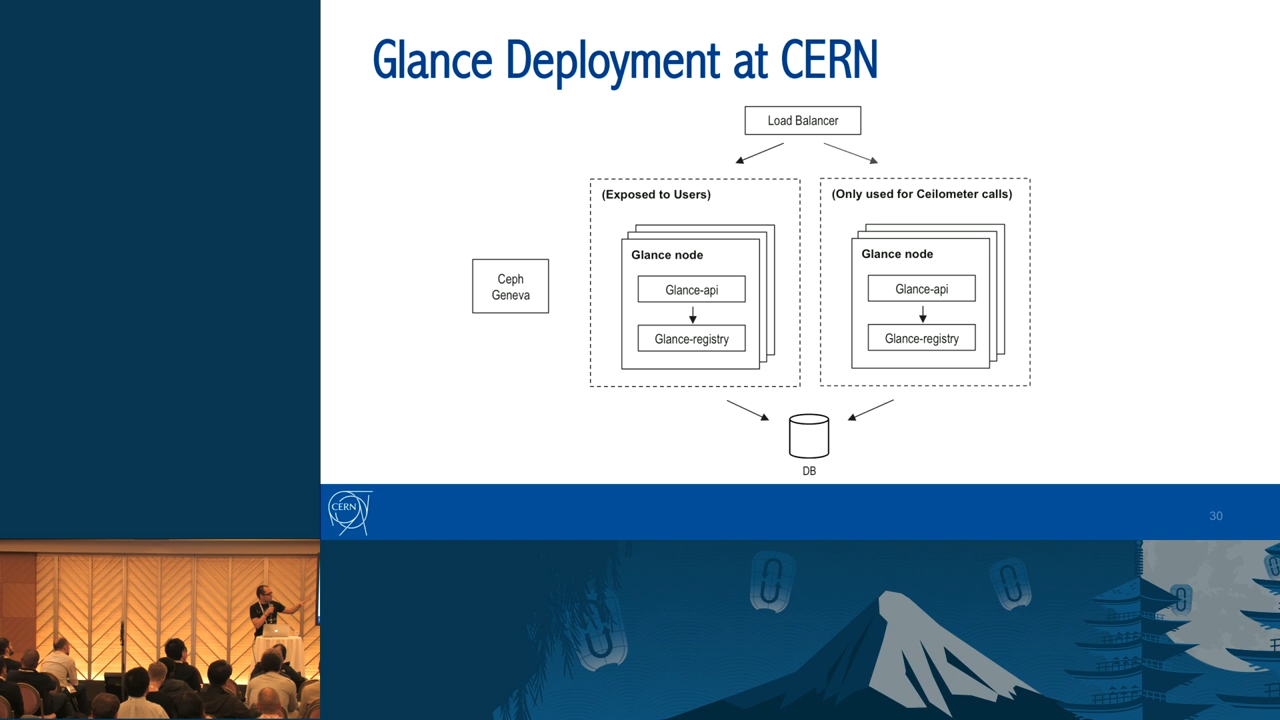 Glance Deployment at CERN
Load Balancer
(Exposed to Users)
Glance node
Glance-api
Glance-registry
(Only used for Ceilometer calls)
Glance node
Glance-api
Glance-registry
Ceph
Geneva
DB
CERN
30